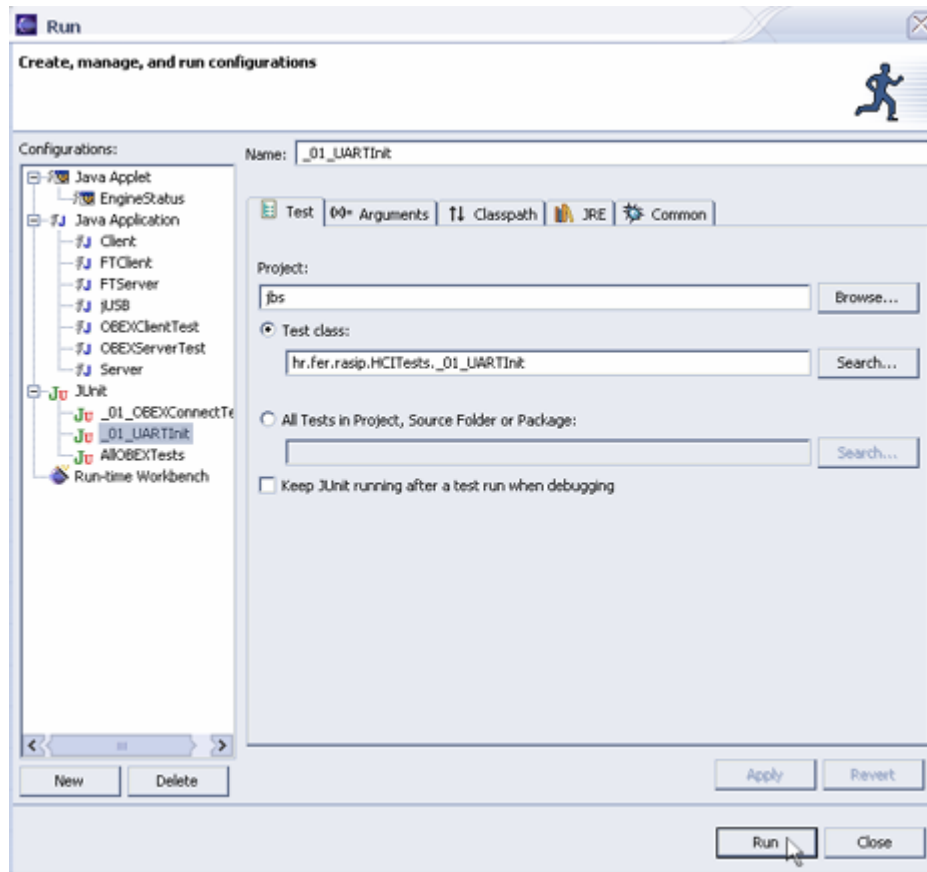 Run
Create, manage, and run configurations
Configurations:
Java Applet
EngineStatus
Java Application
Client
FTClient
FTServer
jUSB
OBEXClientTest
OBEXServerTest
Server
JUnit
_01_OBEXConnectTe
_01_UARTInit
AllOBEXTests
Run-time Workbench
New
Delete
Name: _01_UARTInit
Test
Arguments
Classpath
JRE
Common
Project:
jbs
Browse...
Test class:
hr.fer.rasip.HCITests._01_UARTInit
Search...
All Tests in Project, Source Folder or Package:
Search...
Keep JUnit running after a test run when debugging
Apply
Revert
Run
Close